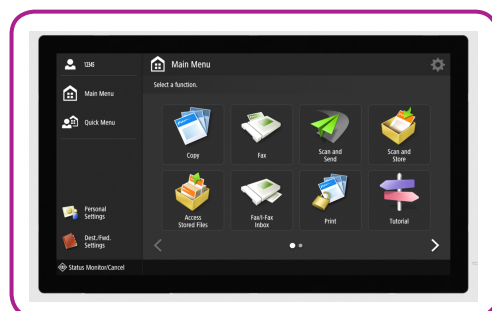 12345
Main Menu
Select a function.
Main Menu
Quick Menu
Copy
Fax
Scan and
Send
Scan and
Store
Access
Stored Files
Fax/I-Fax
Inbox
Print
Tutorial
Personal
Settings
Dest./Fwd.
Settings
Status Monitor/Cancel